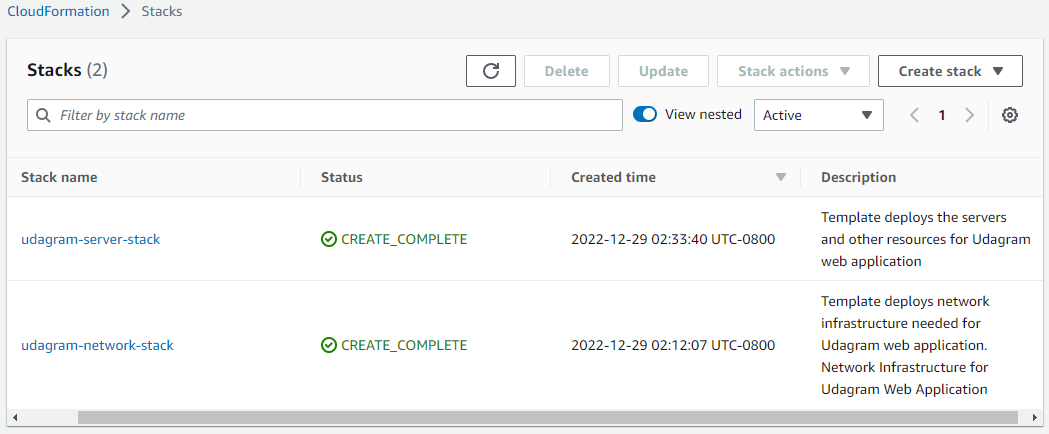 CloudFormation > Stacks
Stacks (2)
Delete
Update
Stack actions
Create stack
Filter by stack name
View nested
Active
1
Stack name Status Created time Description
udagram-server-stack CREATE_COMPLETE 2022-12-29 02:33:40 UTC-0800
Template deploys the servers
and other resources for Udagram
web application
udagram-network-stack CREATE_COMPLETE 2022-12-29 02:12:07 UTC-0800
Template deploys network
infrastructure needed for
Udagram web application.
Network Infrastructure for
Udagram Web Application